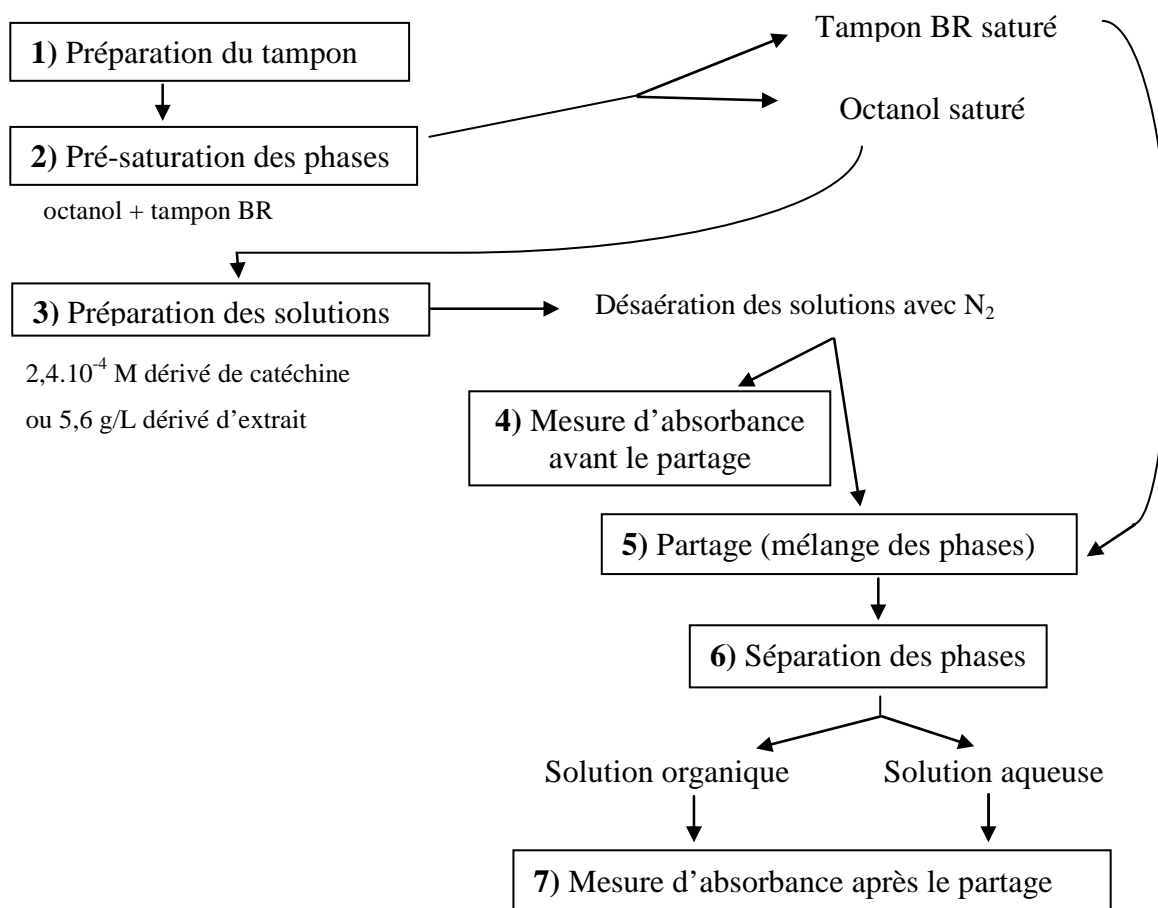 1) Préparation du tampon
Tampon BR saturé
Octanol saturé
2) Pré-saturation des phases
octanol + tampon BR
3) Préparation des solutions
Désaération des solutions avec N₂
2,4.10⁻⁴ M dérivé de catéchine
ou 5,6 g/L dérivé d'extrait
4) Mesure d'absorbance
avant le partage
5) Partage (mélange des phases)
6) Séparation des phases
Solution organique
Solution aqueuse
7) Mesure d'absorbance après le partage